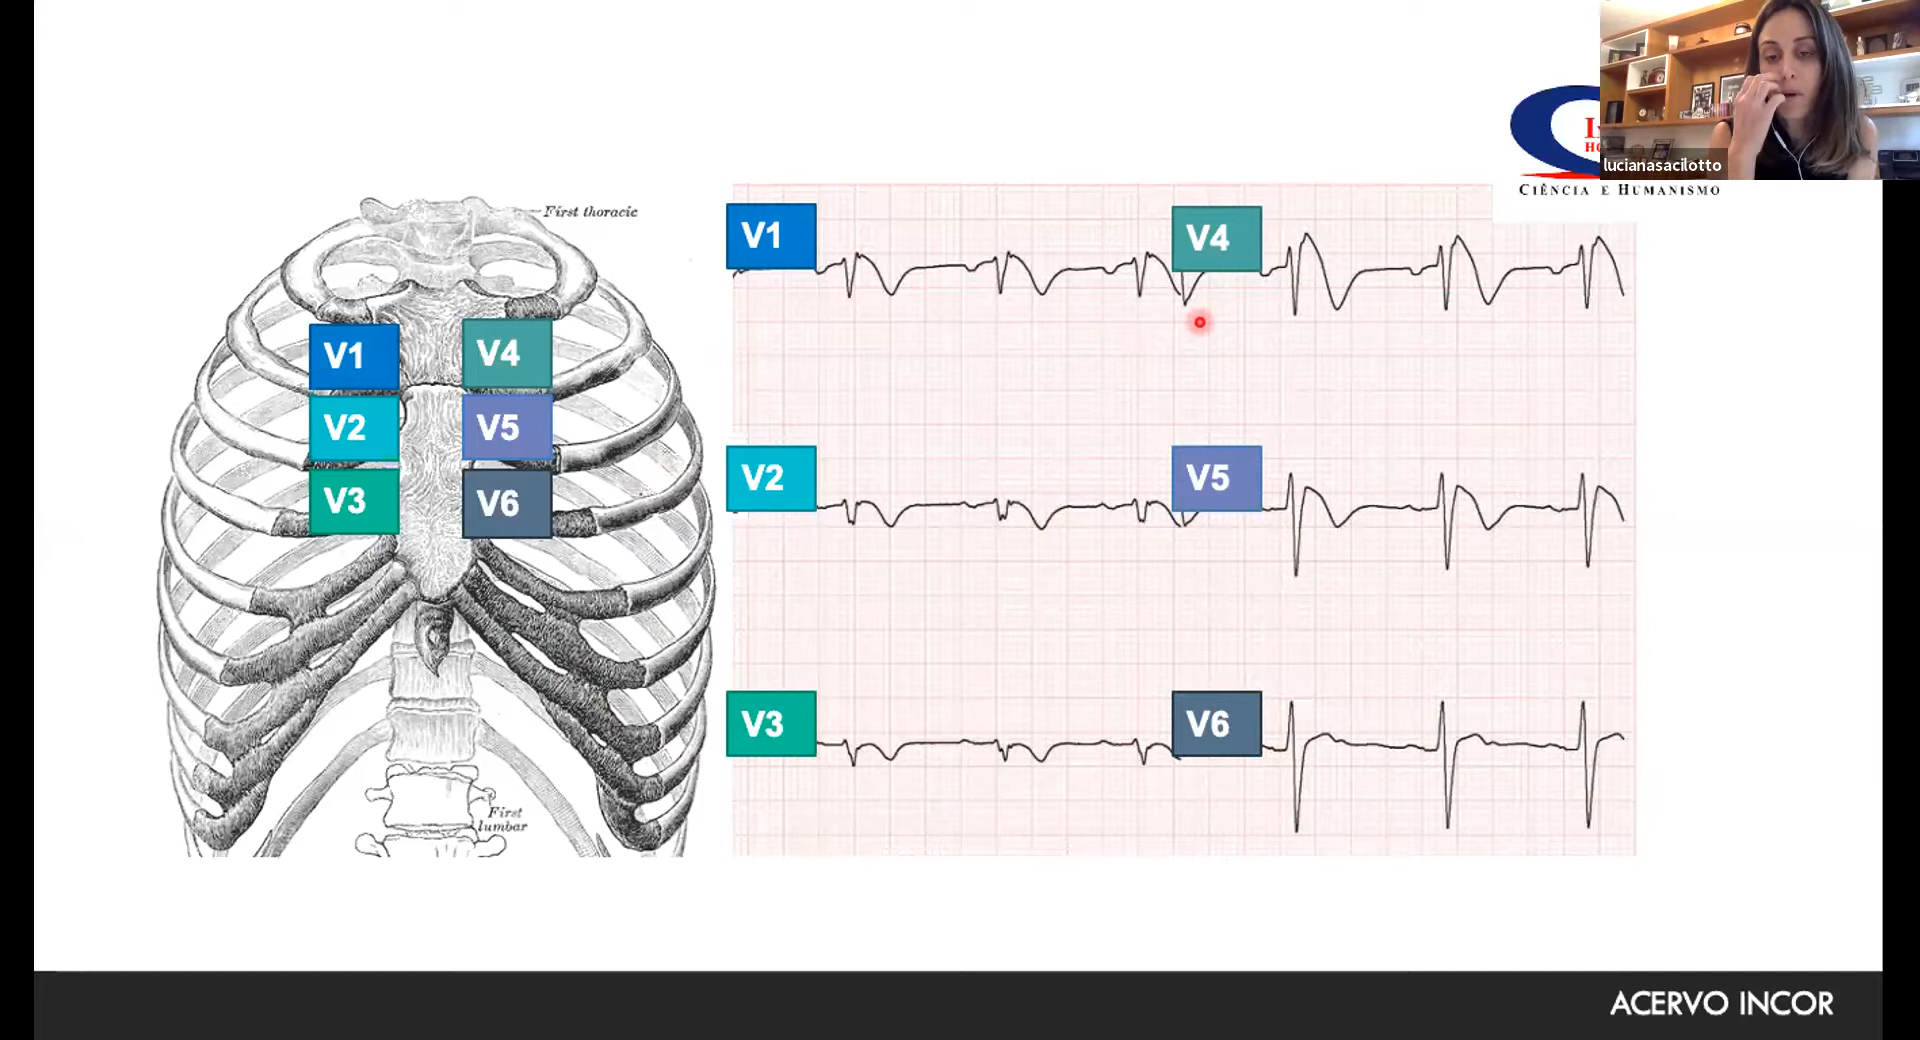 lucianasacilotto
CIÊNCIA E HUMANISMO
First thoracic
V1
V4
V2
V5
V3
V6
First
lumbar
V1
V4
V2
V5
V3
V6
ACERVO INCOR